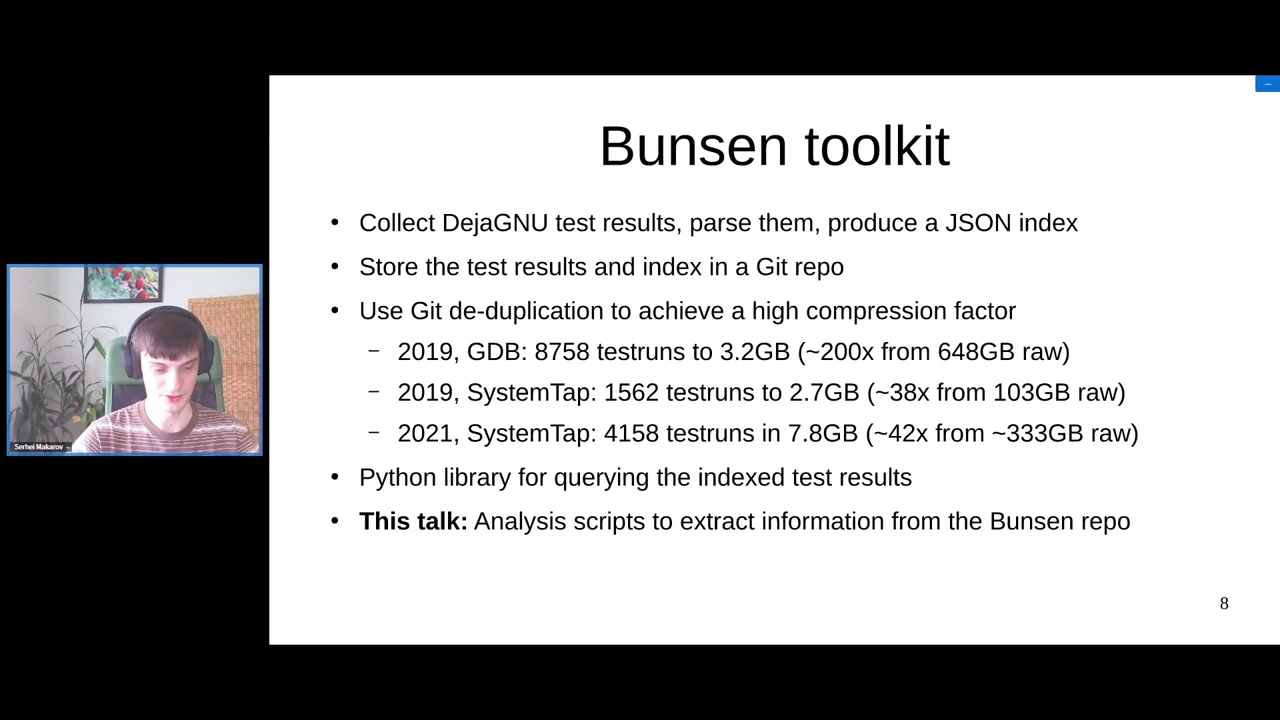 Bunsen toolkit
• Collect DejaGNU test results, parse them, produce a JSON index
• Store the test results and index in a Git repo
• Use Git de-duplication to achieve a high compression factor
– 2019, GDB: 8758 testruns to 3.2GB (~200x from 648GB raw)
– 2019, SystemTap: 1562 testruns to 2.7GB (~38x from 103GB raw)
– 2021, SystemTap: 4158 testruns in 7.8GB (~42x from ~333GB raw)
• Python library for querying the indexed test results
• This talk: Analysis scripts to extract information from the Bunsen repo
8
Serhei Makarov